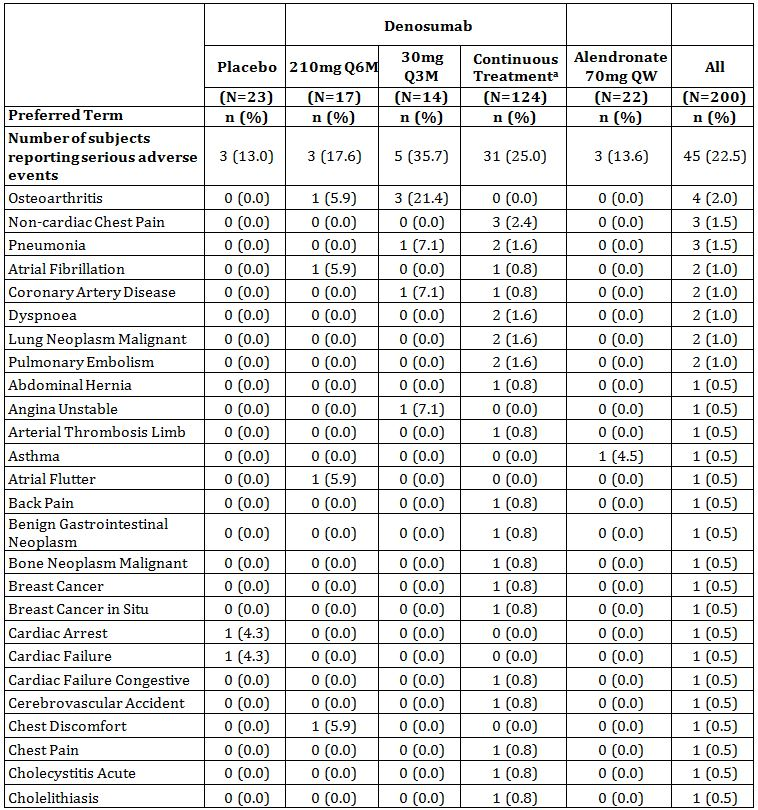 Denosumab
Placebo 210mg Q6M 30mg Q3M Continuous Treatmentᵃ Alendronate 70mg QW All
(N=23) (N=17) (N=14) (N=124) (N=22) (N=200)
Preferred Term n (%) n (%) n (%) n (%) n (%) n (%)
Number of subjects
reporting serious adverse 3 (13.0) 3 (17.6) 5 (35.7) 31 (25.0) 3 (13.6) 45 (22.5)
events
Osteoarthritis 0 (0.0) 1 (5.9) 3 (21.4) 0 (0.0) 0 (0.0) 4 (2.0)
Non-cardiac Chest Pain 0 (0.0) 0 (0.0) 0 (0.0) 3 (2.4) 0 (0.0) 3 (1.5)
Pneumonia 0 (0.0) 0 (0.0) 1 (7.1) 2 (1.6) 0 (0.0) 3 (1.5)
Atrial Fibrillation 0 (0.0) 1 (5.9) 0 (0.0) 1 (0.8) 0 (0.0) 2 (1.0)
Coronary Artery Disease 0 (0.0) 0 (0.0) 1 (7.1) 1 (0.8) 0 (0.0) 2 (1.0)
Dyspnoea 0 (0.0) 0 (0.0) 0 (0.0) 2 (1.6) 0 (0.0) 2 (1.0)
Lung Neoplasm Malignant 0 (0.0) 0 (0.0) 0 (0.0) 2 (1.6) 0 (0.0) 2 (1.0)
Pulmonary Embolism 0 (0.0) 0 (0.0) 0 (0.0) 2 (1.6) 0 (0.0) 2 (1.0)
Abdominal Hernia 0 (0.0) 0 (0.0) 0 (0.0) 1 (0.8) 0 (0.0) 1 (0.5)
Angina Unstable 0 (0.0) 0 (0.0) 1 (7.1) 0 (0.0) 0 (0.0) 1 (0.5)
Arterial Thrombosis Limb 0 (0.0) 0 (0.0) 0 (0.0) 1 (0.8) 0 (0.0) 1 (0.5)
Asthma 0 (0.0) 0 (0.0) 0 (0.0) 0 (0.0) 1 (4.5) 1 (0.5)
Atrial Flutter 0 (0.0) 1 (5.9) 0 (0.0) 0 (0.0) 0 (0.0) 1 (0.5)
Back Pain 0 (0.0) 0 (0.0) 0 (0.0) 1 (0.8) 0 (0.0) 1 (0.5)
Benign Gastrointestinal
Neoplasm 0 (0.0) 0 (0.0) 0 (0.0) 1 (0.8) 0 (0.0) 1 (0.5)
Bone Neoplasm Malignant 0 (0.0) 0 (0.0) 0 (0.0) 1 (0.8) 0 (0.0) 1 (0.5)
Breast Cancer 0 (0.0) 0 (0.0) 0 (0.0) 1 (0.8) 0 (0.0) 1 (0.5)
Breast Cancer in Situ 0 (0.0) 0 (0.0) 0 (0.0) 1 (0.8) 0 (0.0) 1 (0.5)
Cardiac Arrest 1 (4.3) 0 (0.0) 0 (0.0) 0 (0.0) 0 (0.0) 1 (0.5)
Cardiac Failure 1 (4.3) 0 (0.0) 0 (0.0) 0 (0.0) 0 (0.0) 1 (0.5)
Cardiac Failure Congestive 0 (0.0) 0 (0.0) 0 (0.0) 1 (0.8) 0 (0.0) 1 (0.5)
Cerebrovascular Accident 0 (0.0) 0 (0.0) 0 (0.0) 1 (0.8) 0 (0.0) 1 (0.5)
Chest Discomfort 0 (0.0) 1 (5.9) 0 (0.0) 0 (0.0) 0 (0.0) 1 (0.5)
Chest Pain 0 (0.0) 0 (0.0) 0 (0.0) 1 (0.8) 0 (0.0) 1 (0.5)
Cholecystitis Acute 0 (0.0) 0 (0.0) 0 (0.0) 1 (0.8) 0 (0.0) 1 (0.5)
Cholelithiasis 0 (0.0) 0 (0.0) 0 (0.0) 1 (0.8) 0 (0.0) 1 (0.5)